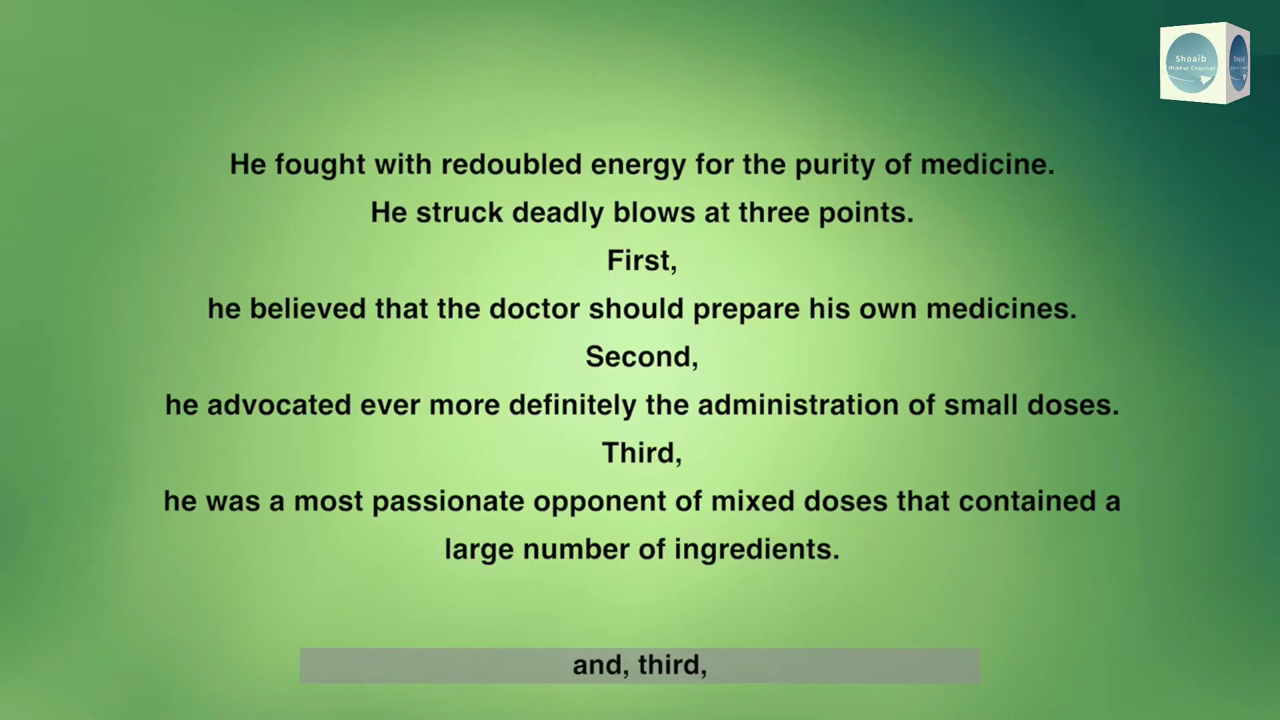 Shoaib
He fought with redoubled energy for the purity of medicine.
He struck deadly blows at three points.
First,
he believed that the doctor should prepare his own medicines.
Second,
he advocated ever more definitely the administration of small doses.
Third,
he was a most passionate opponent of mixed doses that contained a
large number of ingredients.
and, third,